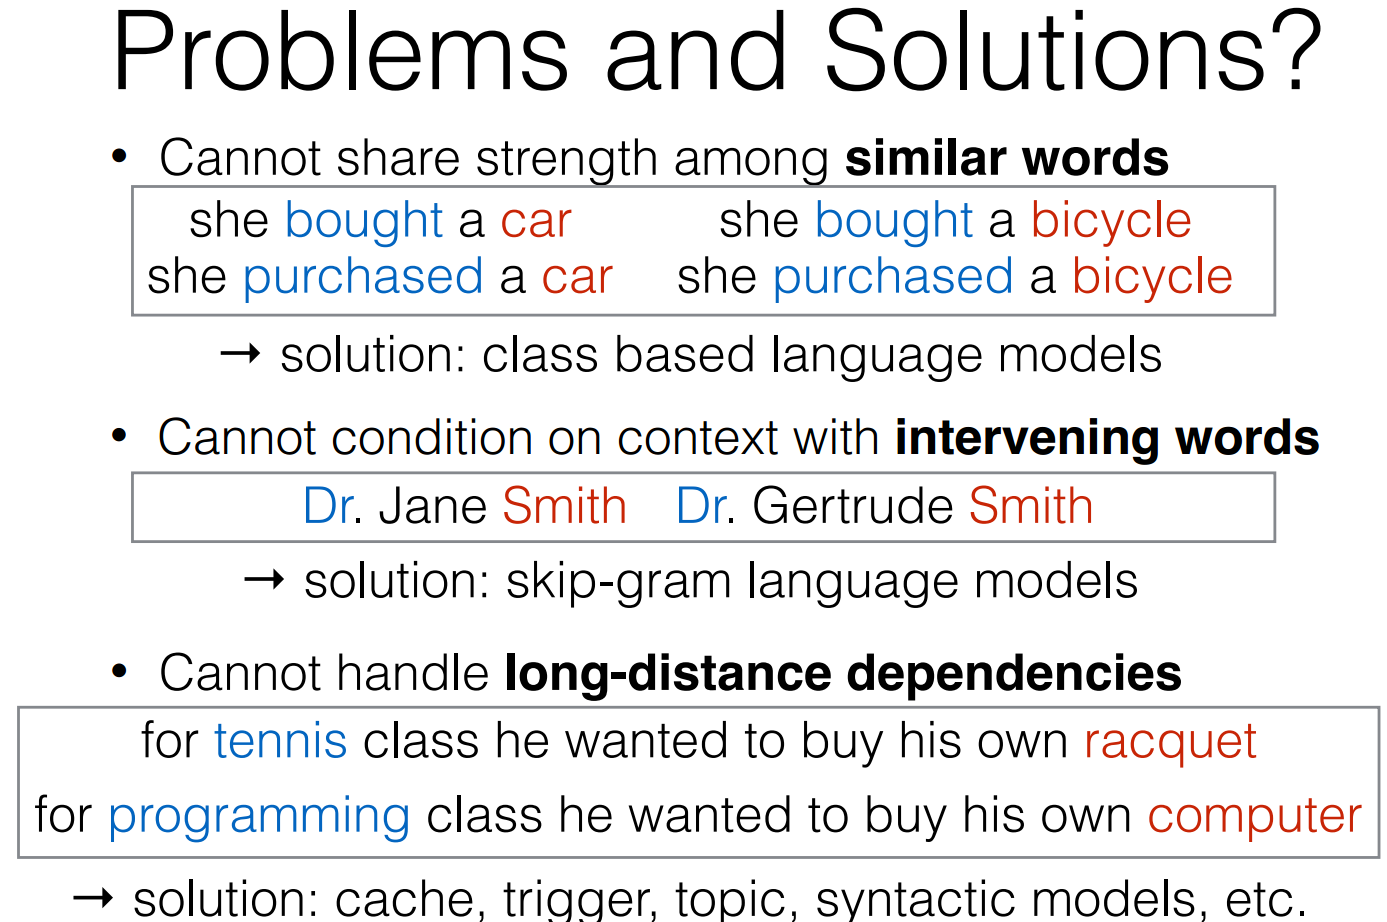 Problems and Solutions?
• Cannot share strength among similar words
she bought a car she bought a bicycle
she purchased a car she purchased a bicycle
→ solution: class based language models
• Cannot condition on context with intervening words
Dr. Jane Smith Dr. Gertrude Smith
→ solution: skip-gram language models
• Cannot handle long-distance dependencies
for tennis class he wanted to buy his own racquet
for programming class he wanted to buy his own computer
→ solution: cache, trigger, topic, syntactic models, etc.